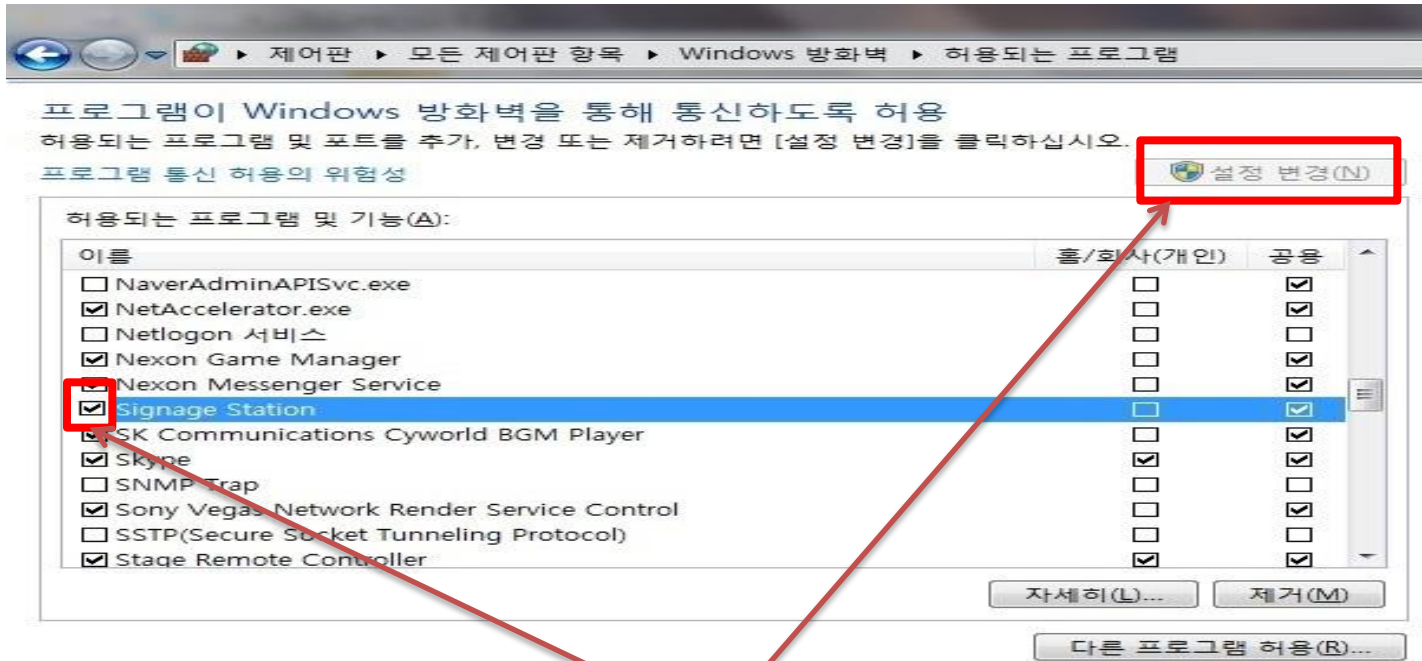 제어판 ▸ 모든 제어판 항목 ▸ Windows 방화벽 ▸ 허용되는 프로그램
프로그램이 Windows 방화벽을 통해 통신하도록 허용
허용되는 프로그램 및 포트를 추가, 변경 또는 제거하려면 [설정 변경]을 클릭하십시오.
프로그램 통신 허용의 위험성
설정 변경(N)
허용되는 프로그램 및 기능(A):
이름 홈/회사(개인) 공용
NaverAdminAPISvc.exe
NetAccelerator.exe
Netlogon 서비스
Nexon Game Manager
Nexon Messenger Service
Signage Station
SK Communications Cyworld BGM Player
Skype
SNMP Trap
Sony Vegas Network Render Service Control
SSTP(Secure Socket Tunneling Protocol)
Stage Remote Controller
자세히(L)... 제거(M)
다른 프로그램 허용(R)...